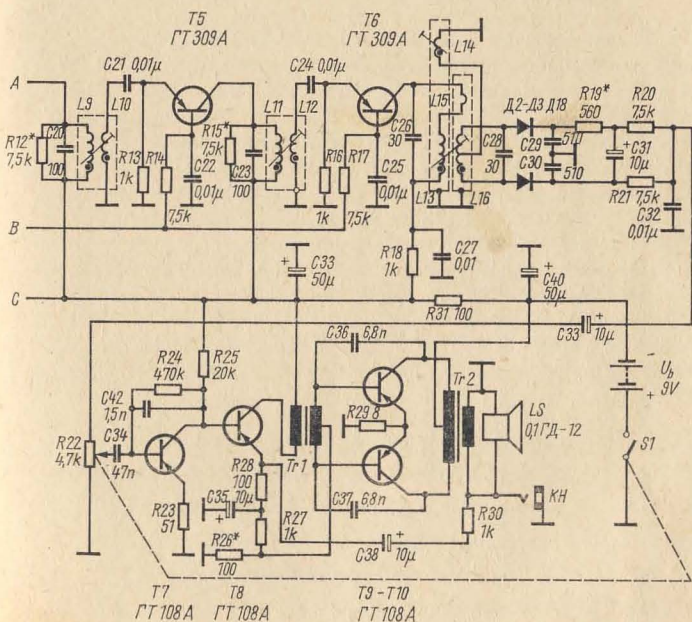 T5
ГТ 309А
T6
ГТ 309А
C21 0,01µ
C24 0,01µ
L14
A
L9
L10
L11
L12
C26
30
L15
Д2-Д3 Д18
R19*
560
R20
7,5k
R12*
7,5k
C20
100
R13
1k
R14
C22
0,01µ
R15*
7,5k
C23
100
R16
1k
R17
C25
0,01µ
C28
30
C29
510
C30
510
+ C31
10µ
L13
L16
R21
7,5k
C32
0,01µ
7,5k
7,5k
B
R18
1k
C27
0,01
+ C33
50µ
+ C40
50µ
C
R31 100
C33
+
10µ
R24
470k
R25
20k
C36
6,8n
C42
1,5n
Tr2
LS
0,1ГД-12
-
Ub
9V
+
R22
4,7k
C34
47n
R29 8
Tr1
S1
R28
100
C35
10µ
+
R27
1k
C37
6,8n
KH
R23
51
R26*
100
C38
+
10µ
R30
1k
T7
ГТ 108А
T8
ГТ 108А
T9 - T10
ГТ 108А